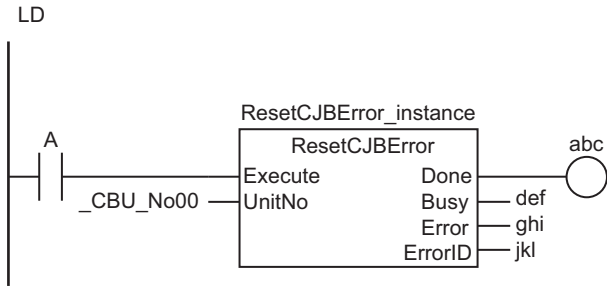 LD
ResetCJBError_instance
A
ResetCJBError
abc
Execute
Done
_CBU_No00
UnitNo
Busy
def
Error
ghi
ErrorID
jkl